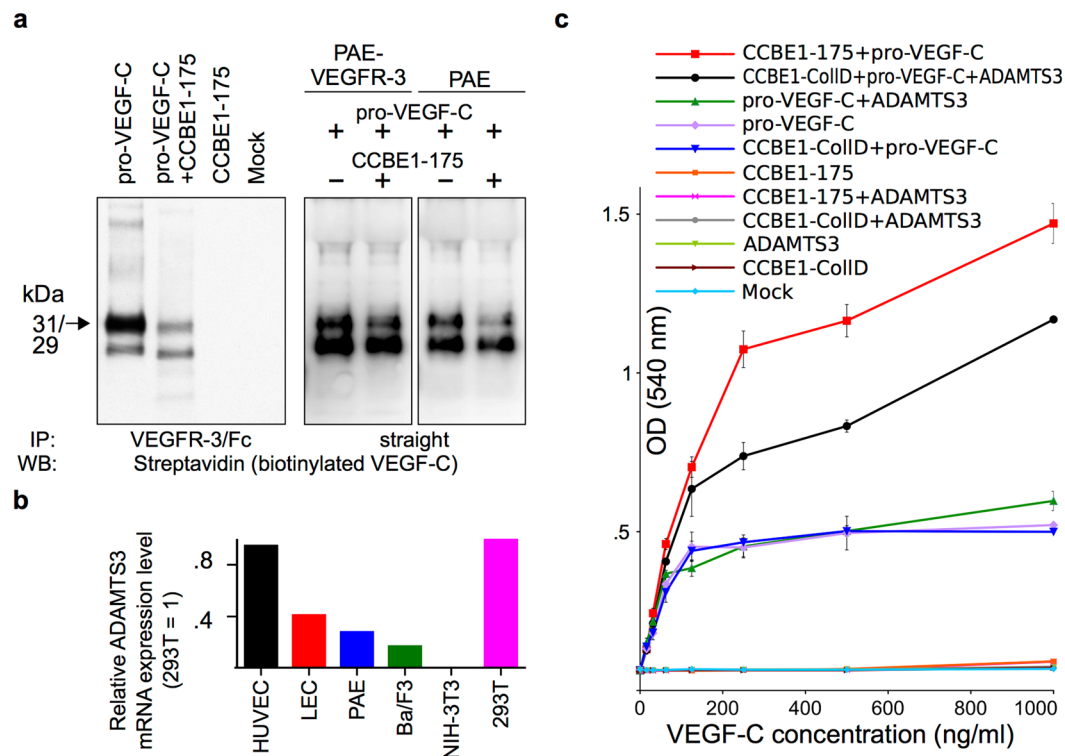 a
pro-VEGF-C
pro-VEGF-C
+CCBE1-175
CCBE1-175
Mock
PAE-
VEGFR-3
PAE
pro-VEGF-C
+ + + +
CCBE1-175
− + − +
kDa
31/
29
IP: VEGFR-3/Fc straight
WB: Streptavidin (biotinylated VEGF-C)
b
Relative ADAMTS3
mRNA expression level
(293T = 1)
.8
.4
HUVEC
LEC
PAE
Ba/F3
NIH-3T3
293T
c
CCBE1-175+pro-VEGF-C
CCBE1-CollD+pro-VEGF-C+ADAMTS3
pro-VEGF-C+ADAMTS3
pro-VEGF-C
CCBE1-CollD+pro-VEGF-C
CCBE1-175
CCBE1-175+ADAMTS3
CCBE1-CollD+ADAMTS3
ADAMTS3
CCBE1-CollD
Mock
OD (540 nm)
1.5
1
.5
0 200 400 600 800 1000
VEGF-C concentration (ng/ml)